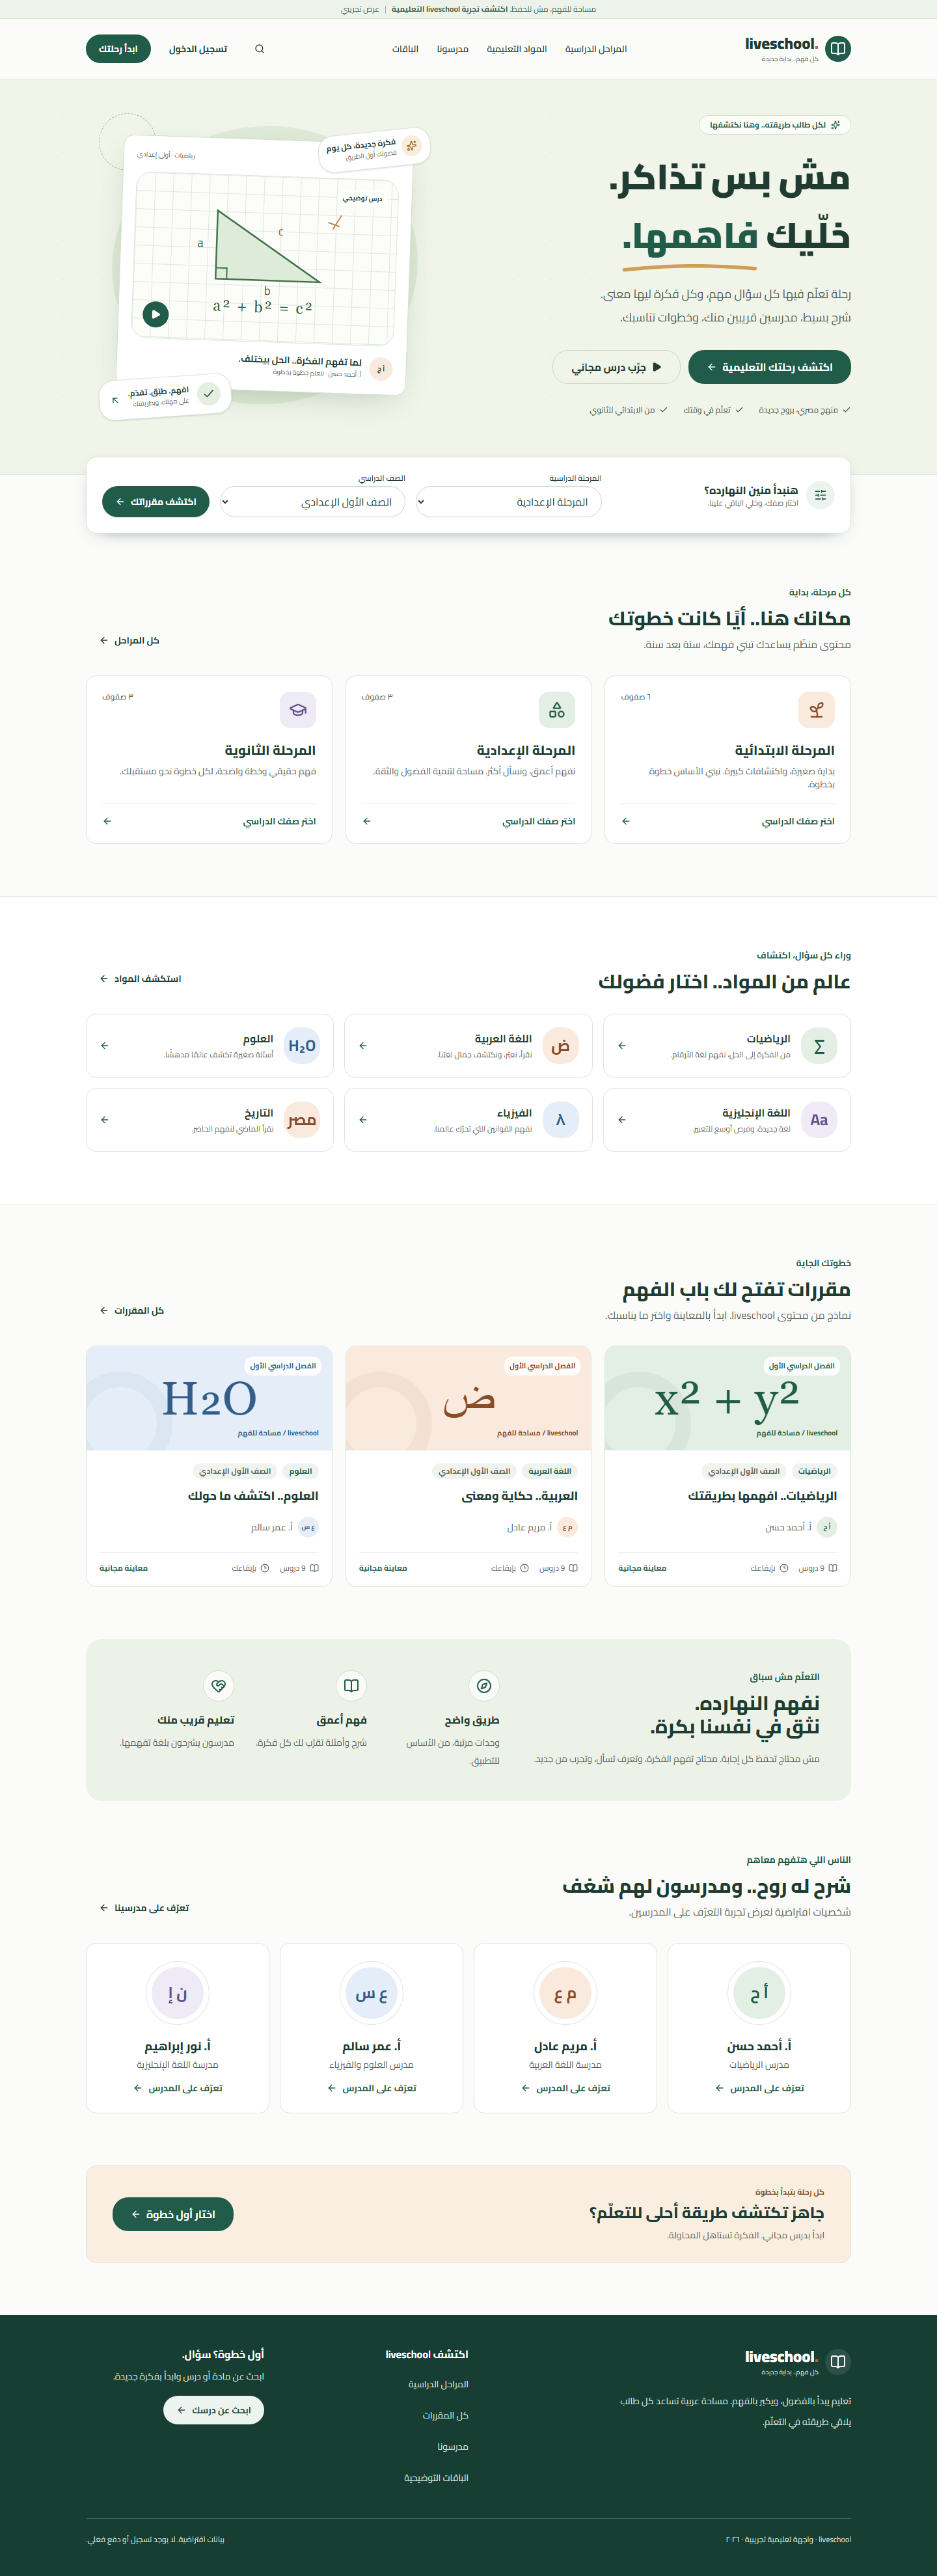 مساحة للفهم، مش للحفظ. اكتشف تجربة liveschool التعليمية | عرض تجريبي
liveschool.
كل فهم.. بداية جديدة
المراحل الدراسية
المواد التعليمية
مدرسونا
الباقات
تسجيل الدخول
ابدأ رحلتك
لكل طالب طريقته.. وهنا نكتشفها
مش بس تذاكر.
خلّيك فاهمها.
رحلة تعلّم فيها كل سؤال مهم، وكل فكرة ليها معنى.
شرح بسيط، مدرسين قريبين منك، وخطوات تناسبك.
اكتشف رحلتك التعليمية
جرّب درس مجاني
منهج مصري، بروح جديدة
تعلّم في وقتك
من الابتدائي للثانوي
فكرة جديدة، كل يوم
فضولك أول الطريق
رياضيات · أولى إعدادي
درس توضيحي
a
c
b
a² + b² = c²
أ ح
لما تفهم الفكرة.. الحل بيختلف.
أ. أحمد حسن · نتعلم خطوة بخطوة
افهم. طبّق. تقدّم.
على مهلك، وبطريقتك
هنبدأ منين النهارده؟
اختار صفك، وخلي الباقي علينا.
المرحلة الدراسية
المرحلة الإعدادية
الصف الدراسي
الصف الأول الإعدادي
اكتشف مقرراتك
كل مرحلة، بداية
مكانك هنا.. أيًا كانت خطوتك
محتوى منظّم يساعدك تبني فهمك، سنة بعد سنة.
كل المراحل
٦ صفوف
المرحلة الابتدائية
بداية صغيرة، واكتشافات كبيرة. نبني الأساس خطوة
بخطوة.
اختر صفك الدراسي
٣ صفوف
المرحلة الإعدادية
نفهم أعمق، ونسأل أكتر. مساحة لتنمية الفضول والثقة.
اختر صفك الدراسي
٣ صفوف
المرحلة الثانوية
فهم حقيقي وخطة واضحة، لكل خطوة نحو مستقبلك.
اختر صفك الدراسي
وراء كل سؤال، اكتشاف
عالم من المواد.. اختار فضولك
استكشف المواد
∑
الرياضيات
من الفكرة إلى الحل، نفهم لغة الأرقام.
ض
اللغة العربية
نقرأ، نعبّر، ونكتشف جمال لغتنا.
H₂O
العلوم
أسئلة صغيرة تكشف عالمًا مدهشًا.
Aa
اللغة الإنجليزية
لغة جديدة، وفرص أوسع للتعبير.
λ
الفيزياء
نفهم القوانين التي تحرّك عالمنا.
مصر
التاريخ
نقرأ الماضي لنفهم الحاضر.
خطوتك الجاية
مقررات تفتح لك باب الفهم
نماذج من محتوى liveschool. ابدأ بالمعاينة واختر ما يناسبك.
كل المقررات
الفصل الدراسي الأول
x² + y²
liveschool / مساحة للفهم
الرياضيات
الصف الأول الإعدادي
الرياضيات.. افهمها بطريقتك
أ ح
أ. أحمد حسن
9 دروس
بإيقاعك
معاينة مجانية
الفصل الدراسي الأول
ض
liveschool / مساحة للفهم
اللغة العربية
الصف الأول الإعدادي
العربية.. حكاية ومعنى
م ع
أ. مريم عادل
9 دروس
بإيقاعك
معاينة مجانية
الفصل الدراسي الأول
H2O
liveschool / مساحة للفهم
العلوم
الصف الأول الإعدادي
العلوم.. اكتشف ما حولك
ع س
أ. عمر سالم
9 دروس
بإيقاعك
معاينة مجانية
التعلّم مش سباق
نفهم النهارده.
نثق في نفسنا بكرة.
مش محتاج تحفظ كل إجابة. محتاج تفهم الفكرة، وتعرف تسأل، وتجرب من جديد.
طريق واضح
وحدات مرتبة، من الأساس
للتطبيق.
فهم أعمق
شرح وأمثلة تقرّب لك كل فكرة.
تعليم قريب منك
مدرسون يشرحون بلغة تفهمها.
الناس اللي هتفهم معاهم
شرح له روح.. ومدرسون لهم شغف
شخصيات افتراضية لعرض تجربة التعرّف على المدرسين.
تعرّف على مدرسينا
أ ح
أ. أحمد حسن
مدرس الرياضيات
تعرّف على المدرس
م ع
أ. مريم عادل
مدرسة اللغة العربية
تعرّف على المدرس
ع س
أ. عمر سالم
مدرس العلوم والفيزياء
تعرّف على المدرس
ن إ
أ. نور إبراهيم
مدرسة اللغة الإنجليزية
تعرّف على المدرس
كل رحلة بتبدأ بخطوة
جاهز تكتشف طريقة أحلى للتعلّم؟
ابدأ بدرس مجاني. الفكرة تستاهل المحاولة.
اختار أول خطوة
liveschool.
كل فهم.. بداية جديدة
تعليم يبدأ بالفضول، ويكبر بالفهم. مساحة عربية تساعد كل طالب
يلاقي طريقته في التعلّم.
اكتشف liveschool
المراحل الدراسية
كل المقررات
مدرسونا
الباقات التوضيحية
أول خطوة؟ سؤال.
ابحث عن مادة أو درس وابدأ بفكرة جديدة.
ابحث عن درسك
liveschool · واجهة تعليمية تجريبية · ٢٠٢٦
بيانات افتراضية، لا يوجد تسجيل أو دفع فعلي.